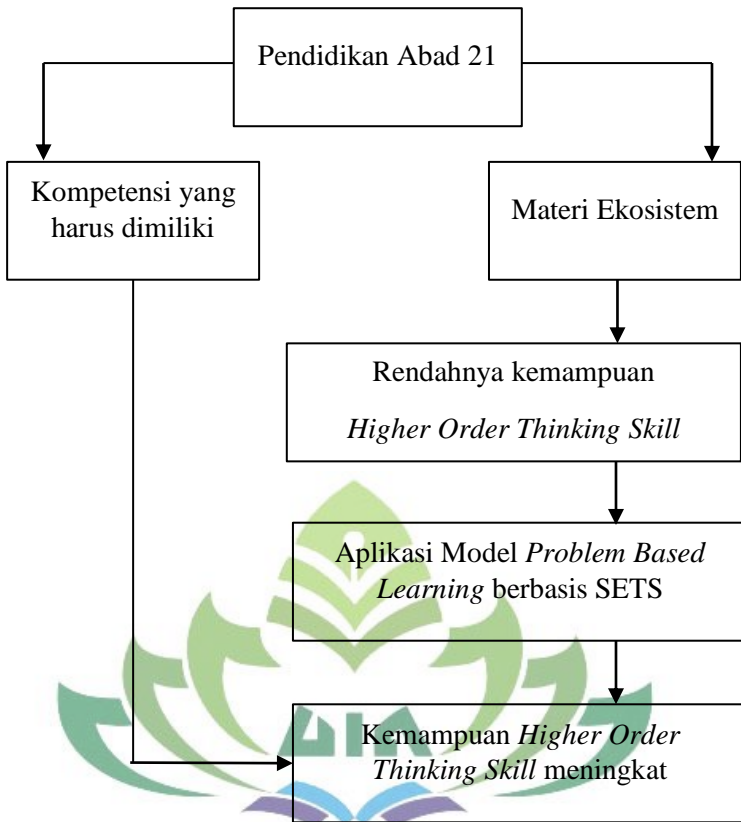 Pendidikan Abad 21
Kompetensi yang
harus dimiliki
Materi Ekosistem
Rendahnya kemampuan
Higher Order Thinking Skill
Aplikasi Model Problem Based
Learning berbasis SETS
Kemampuan Higher Order
Thinking Skill meningkat